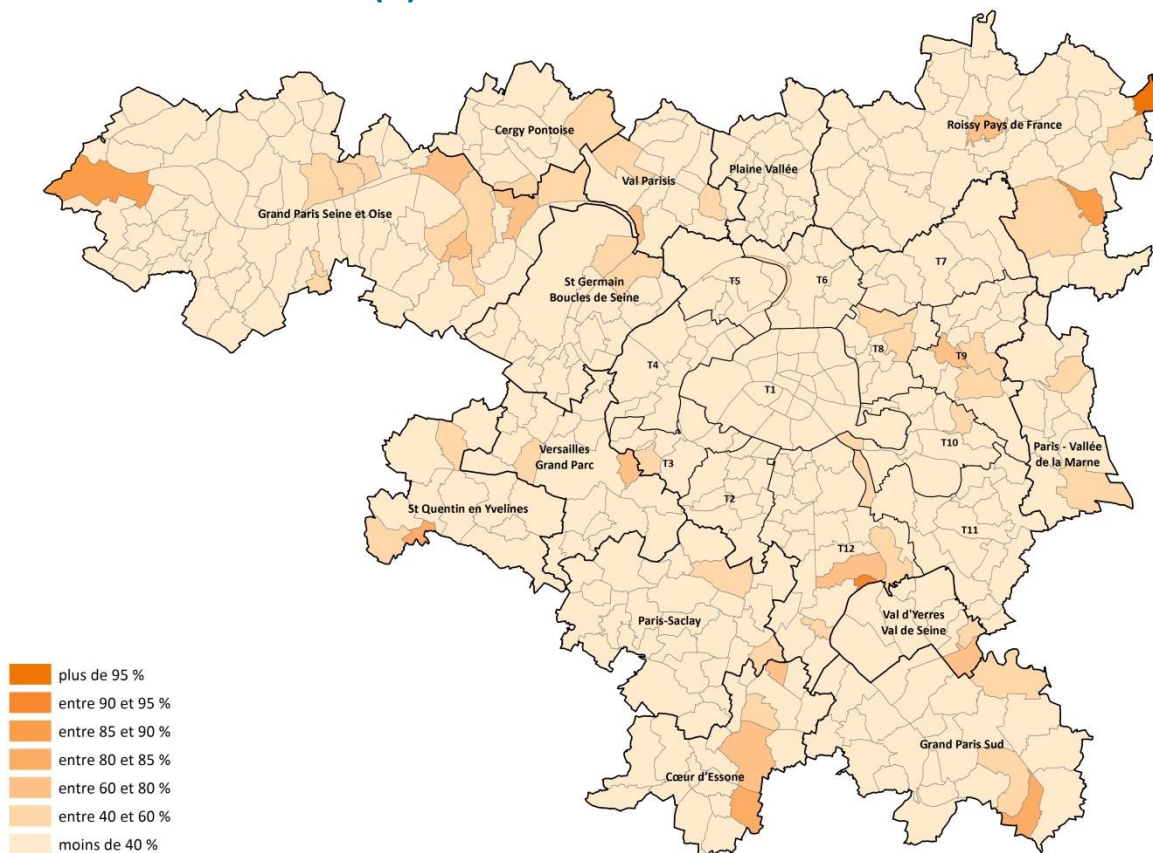 Cergy Pontoise
Roissy Pays de France
Plaine Vallée
Val Parisis
Grand Paris Seine et Oise
T7
St Germain
Boucles de Seine
T5
T6
T8
T9
T4
T1
T10
Paris - Vallée
de la Marne
Versailles
Grand Parc
T3
T2
St Quentin en Yvelines
T11
T12
Val d'Yerres
Val de Seine
Paris-Saclay
Grand Paris Sud
Cœur d'Essone
plus de 95 %
entre 90 et 95 %
entre 85 et 90 %
entre 80 et 85 %
entre 60 et 80 %
entre 40 et 60 %
moins de 40 %